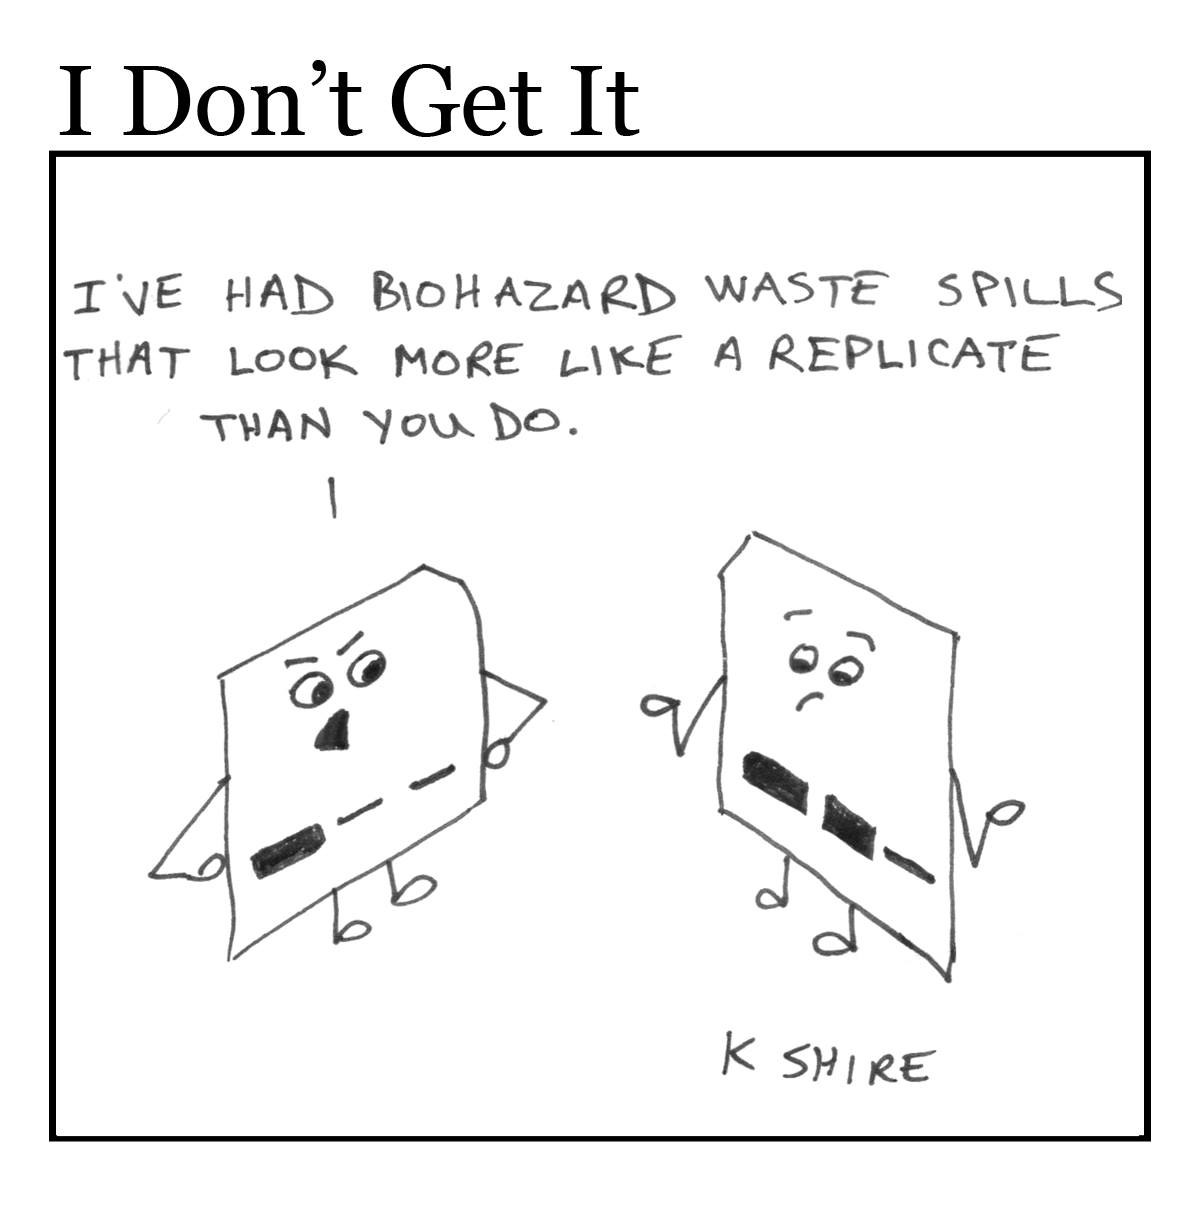 I Don't Get It
I'VE HAD BIOHAZARD WASTE SPILLS
THAT LOOK MORE LIKE A REPLICATE
THAN YOU DO.
K SHIRE